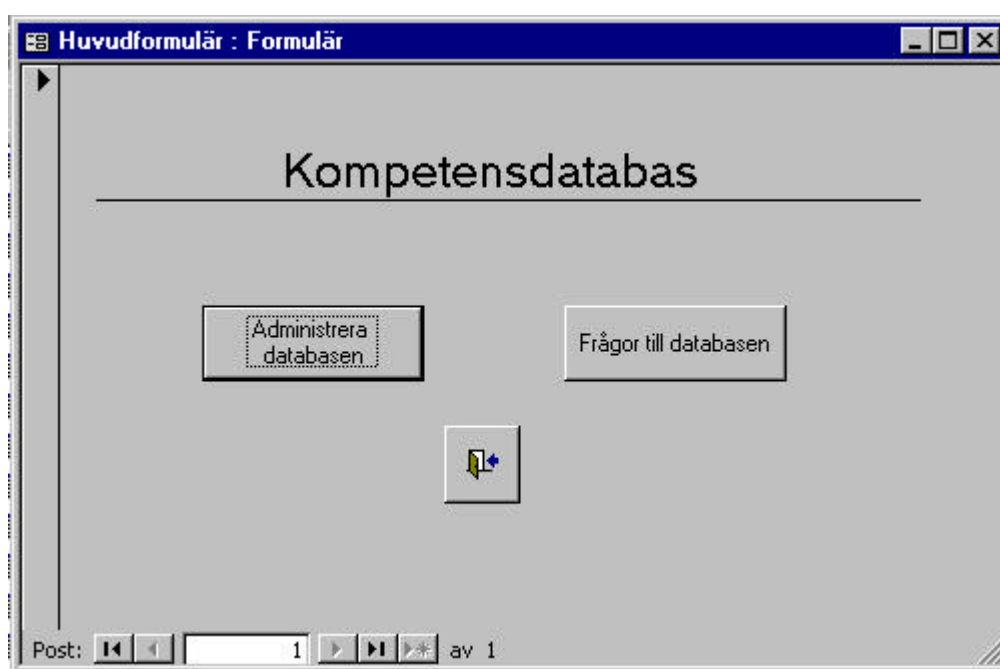 Huvudformulär : Formulär
Kompetensdatabas
Administrera
databasen
Frågor till databasen
Post: 1 av 1